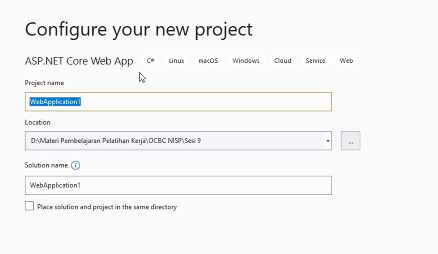 Configure your new project
ASP.NET Core Web App C# Linux macOS Windows Cloud Service Web
Project name
WebApplication1
Location
D:\Materi Pembelajaran Pelatihan Kerja\OCBC NISP\Sesi 9
...
Solution name
WebApplication1
Place solution and project in the same directory